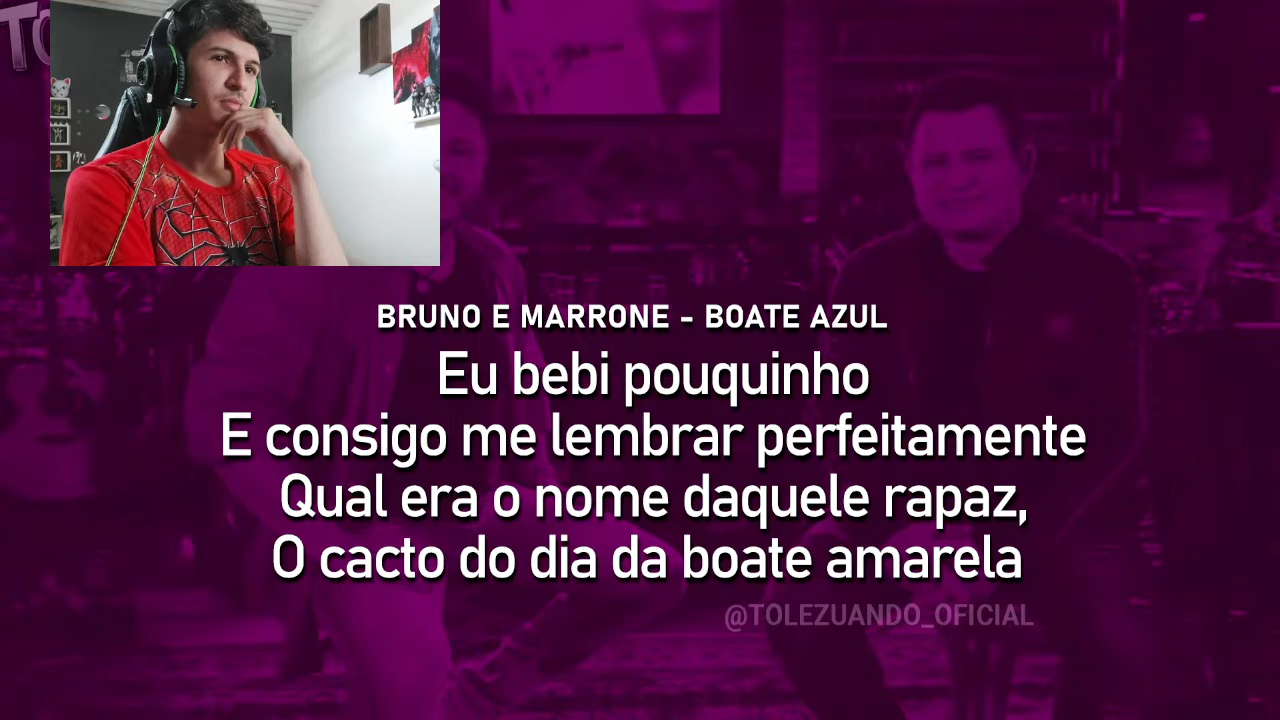 TO
BRUNO E MARRONE - BOATE AZUL
Eu bebi pouquinho
E consigo me lembrar perfeitamente
Qual era o nome daquele rapaz,
O cacto do dia da boate amarela
@TOLEZUANDO_OFICIAL